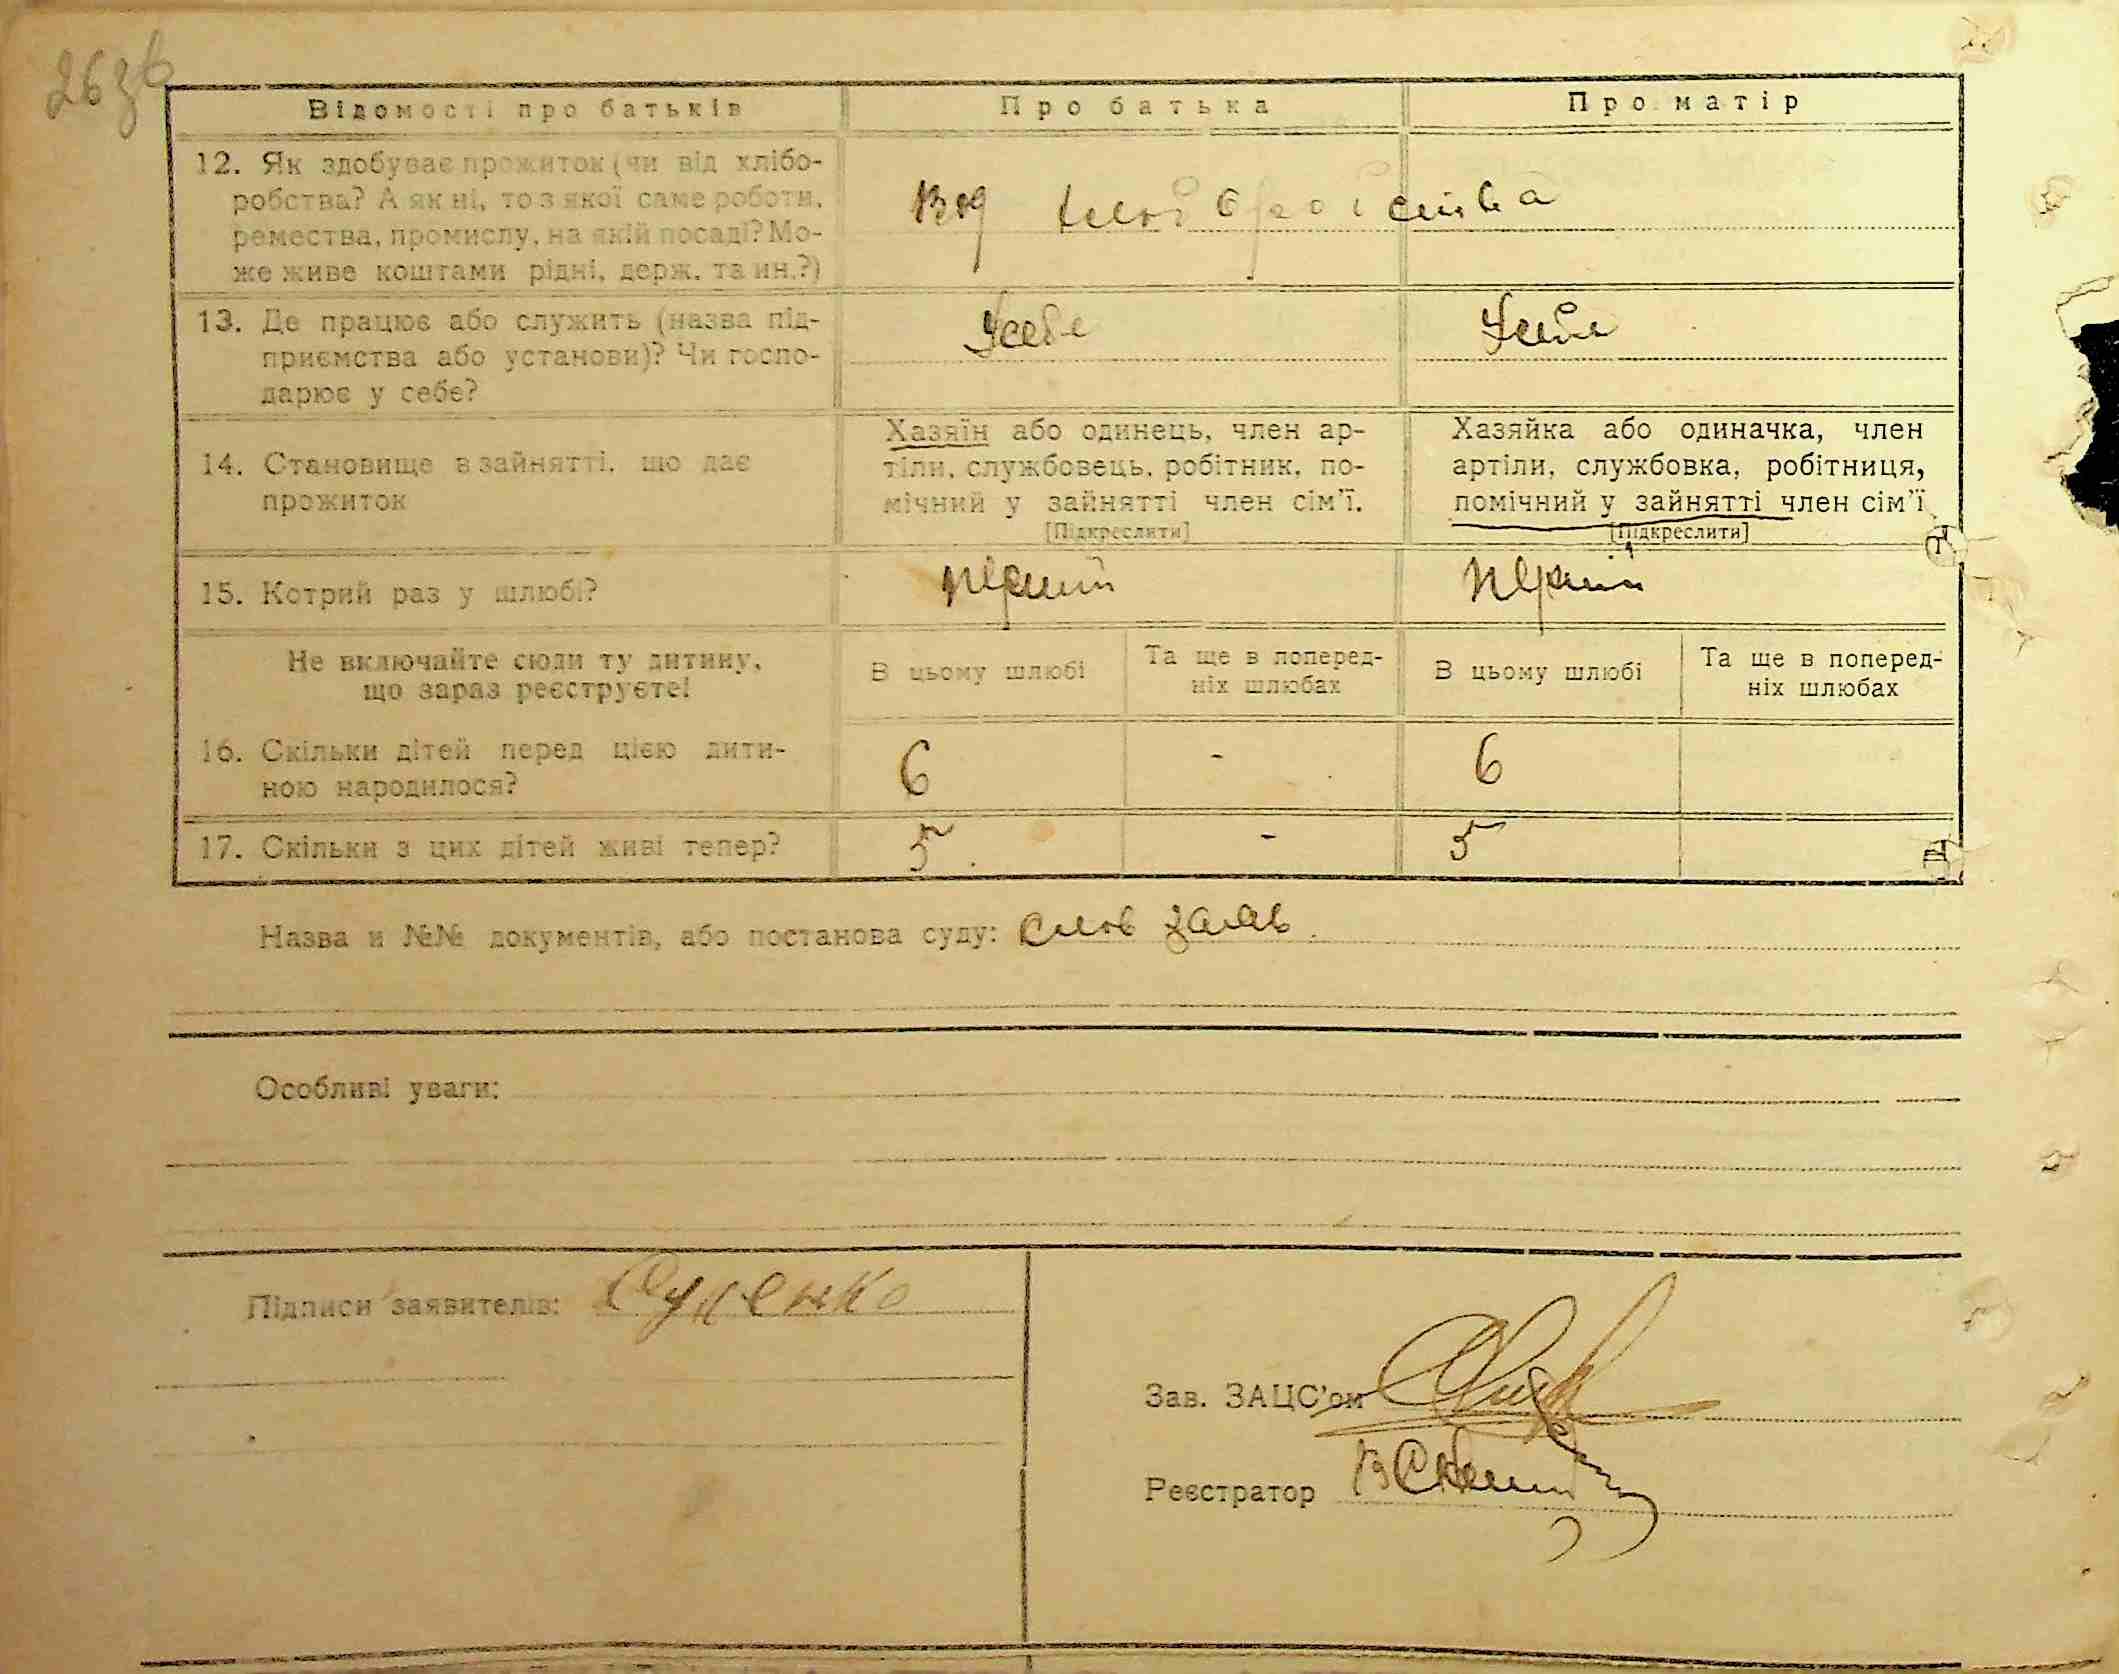 26 зв
Відомості про батьків Про батька Про матір
12. Як здобуває прожиток (чи від хлібо-
робства? А як ні, то з якої саме роботи,
ремества, промислу, на якій посаді? Мо-
же живе коштами рідні, держ. та ин.?)
Від хліборобства
13. Де працює або служить (назва під-
приємства або установи)? Чи госпо-
дарює у себе?
У себе У себе
14. Становище в зайнятті, що дає
прожиток
Хазяїн або одинець, член ар-
тіли, службовець, робітник, по-
мічний у зайнятті член сім'ї.
[Підкреслити]
Хазяйка або одиначка, член
артіли, службовка, робітниця,
помічний у зайнятті член сім'ї
[Підкреслити]
15. Котрий раз у шлюбі? перший перший
Не включайте сюди ту дитину,
що зараз реєструєте!
В цьому шлюбі
Та ще в поперед-
ніх шлюбах
В цьому шлюбі
Та ще в поперед-
ніх шлюбах
16. Скільки дітей перед цією дити-
ною народилося?
6 - 6
17. Скільки з цих дітей живі тепер? 5 - 5
Назва и №№ документів, або постанова суду: слов заяв
Особливі уваги:
Підписи заявителів:
Зав. ЗАЦС'ом
Реєстратор